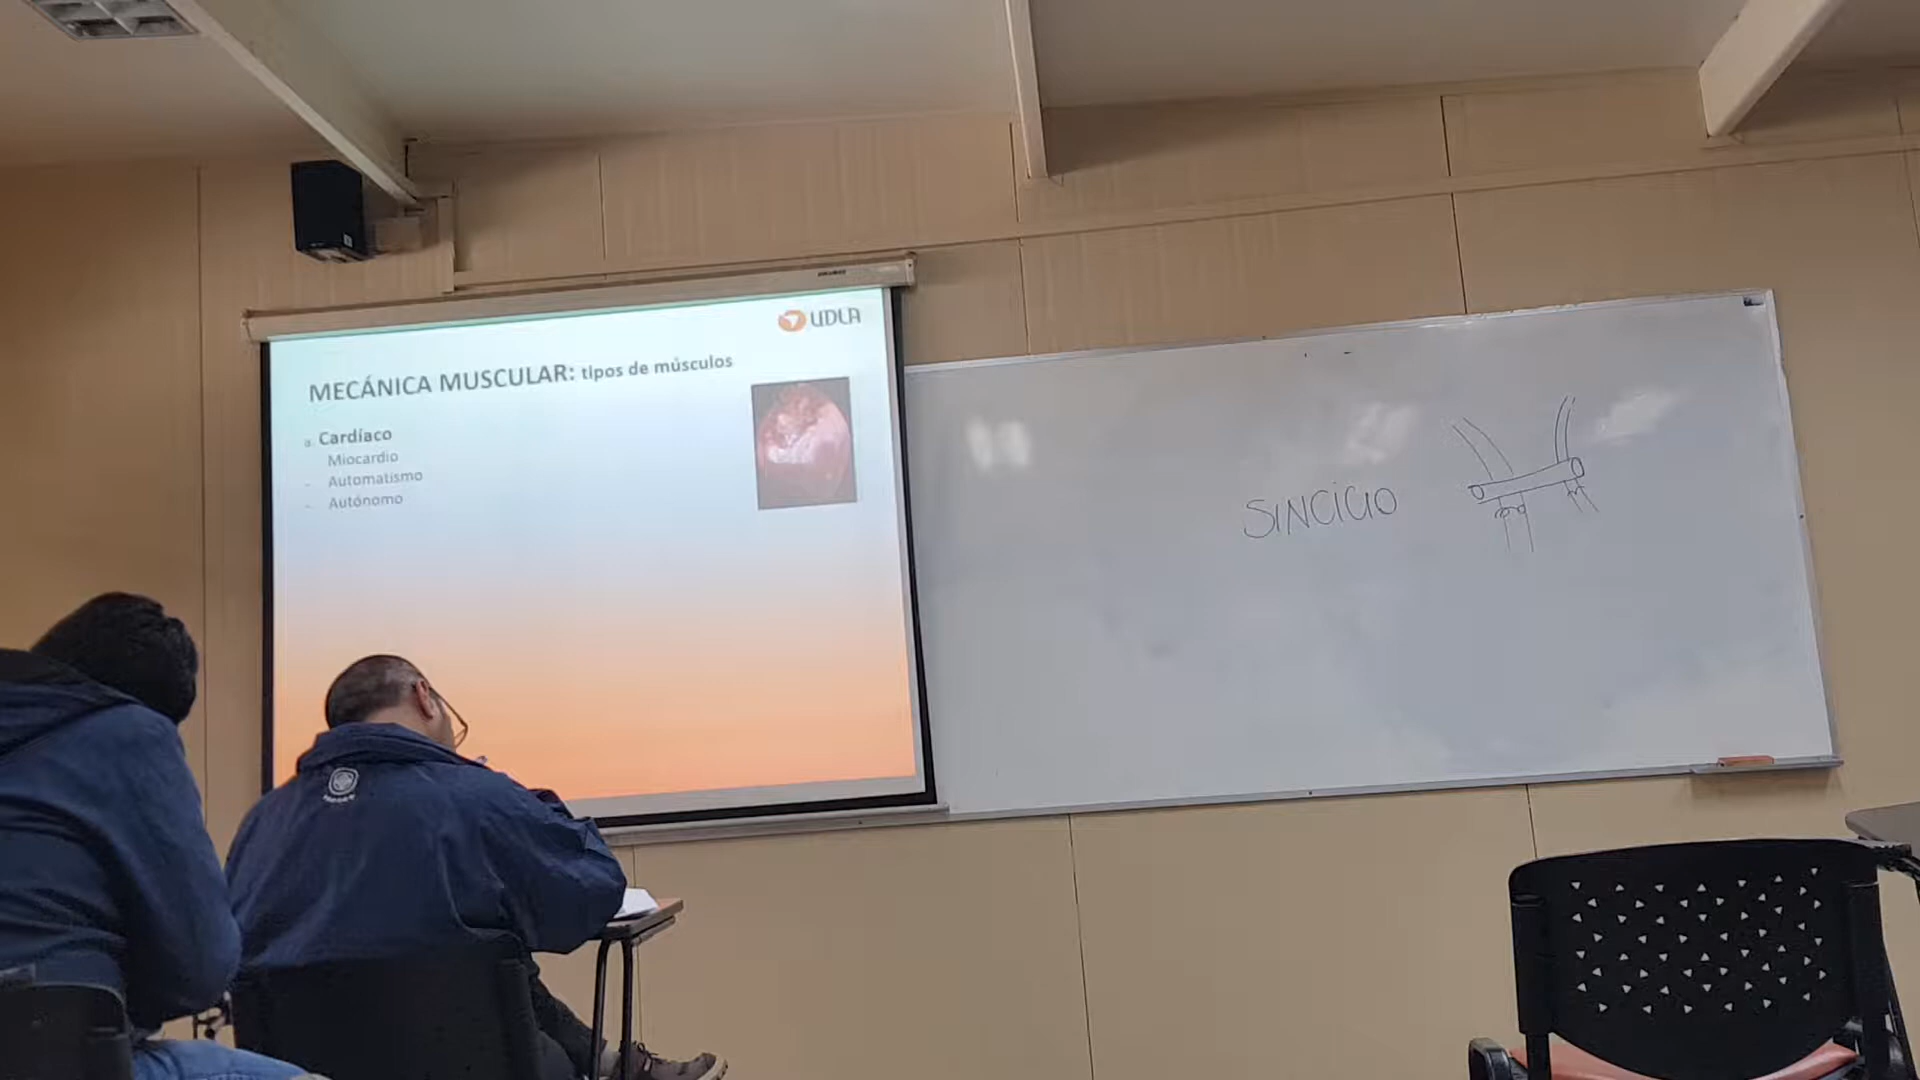 UDLA
MECÁNICA MUSCULAR: tipos de músculos
a. Cardíaco
Miocardio
- Automatismo
- Autónomo
SINCICIO